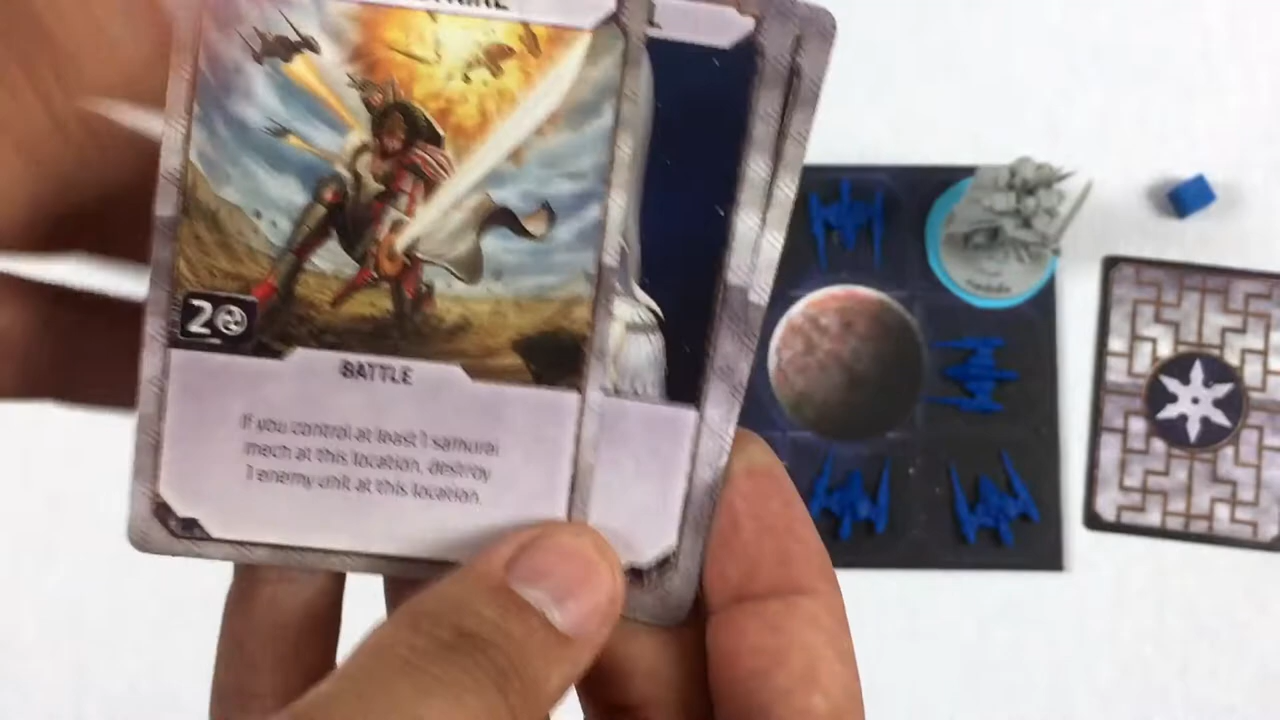 2
BATTLE
If you control at least 1 samurai
mech at this location, destroy
1 enemy unit at this location.